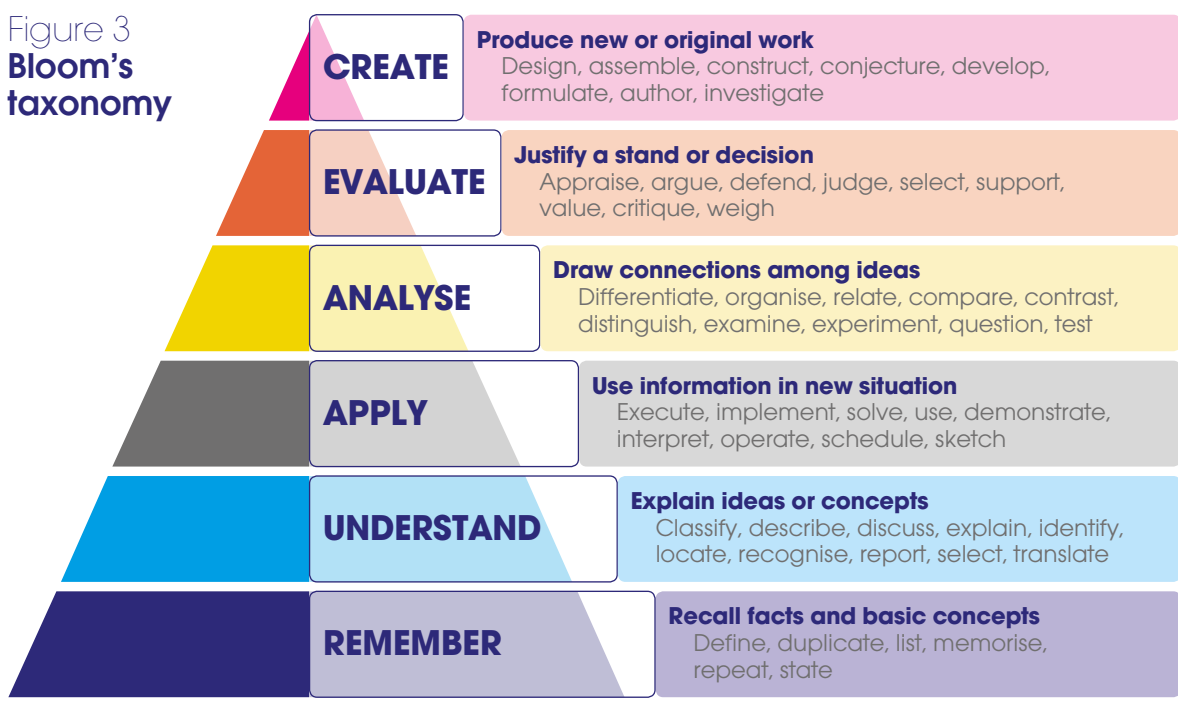 Figure 3
Bloom's
taxonomy
CREATE
Produce new or original work
Design, assemble, construct, conjecture, develop,
formulate, author, investigate
EVALUATE
Justify a stand or decision
Appraise, argue, defend, judge, select, support,
value, critique, weigh
ANALYSE
Draw connections among ideas
Differentiate, organise, relate, compare, contrast,
distinguish, examine, experiment, question, test
APPLY
Use information in new situation
Execute, implement, solve, use, demonstrate,
interpret, operate, schedule, sketch
UNDERSTAND
Explain ideas or concepts
Classify, describe, discuss, explain, identify,
locate, recognise, report, select, translate
REMEMBER
Recall facts and basic concepts
Define, duplicate, list, memorise,
repeat, state